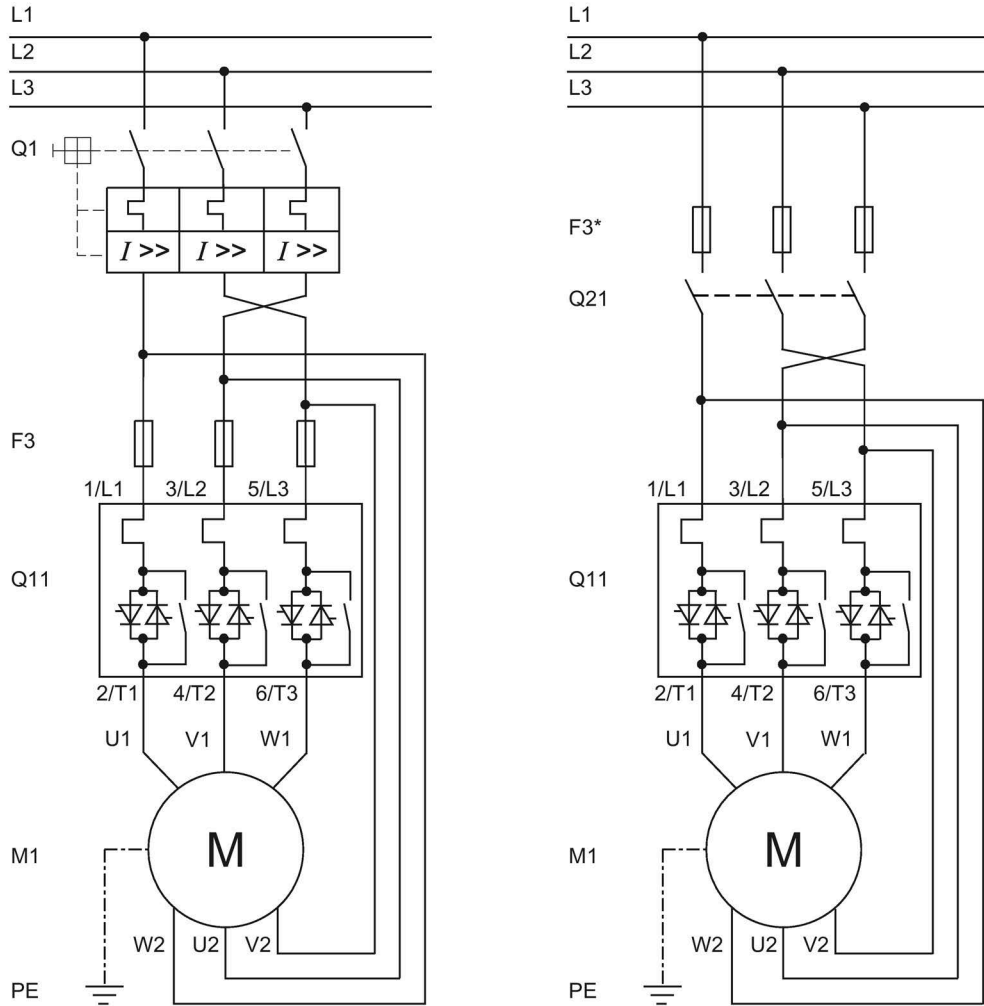 L1
L2
L3
Q1
I >> I >> I >>
F3
1/L1 3/L2 5/L3
Q11
2/T1 4/T2 6/T3
U1 V1 W1
M
M1
W2 U2 V2
PE
L1
L2
L3
F3*
Q21
1/L1 3/L2 5/L3
Q11
2/T1 4/T2 6/T3
U1 V1 W1
M
M1
W2 U2 V2
PE